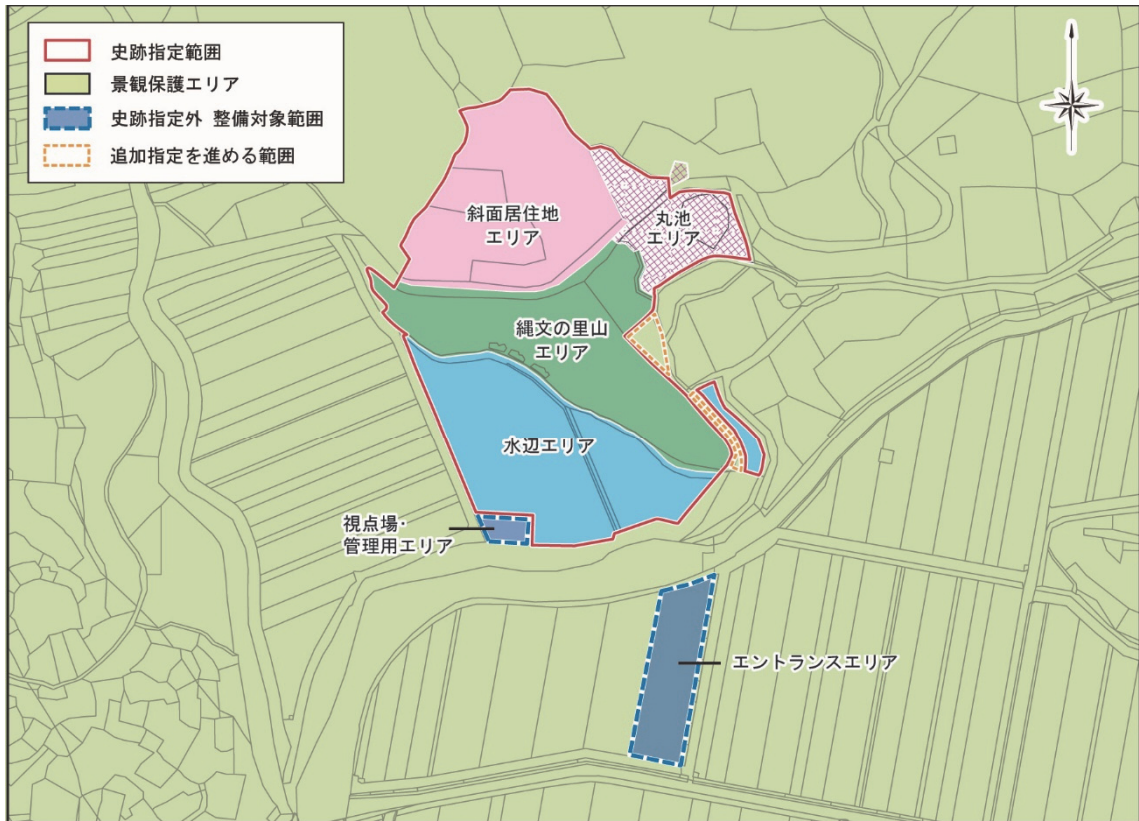 史跡指定範囲
景観保護エリア
史跡指定外 整備対象範囲
追加指定を進める範囲
斜面居住地
エリア
丸池
エリア
縄文の里山
エリア
水辺エリア
視点場・
管理用エリア
エントランスエリア